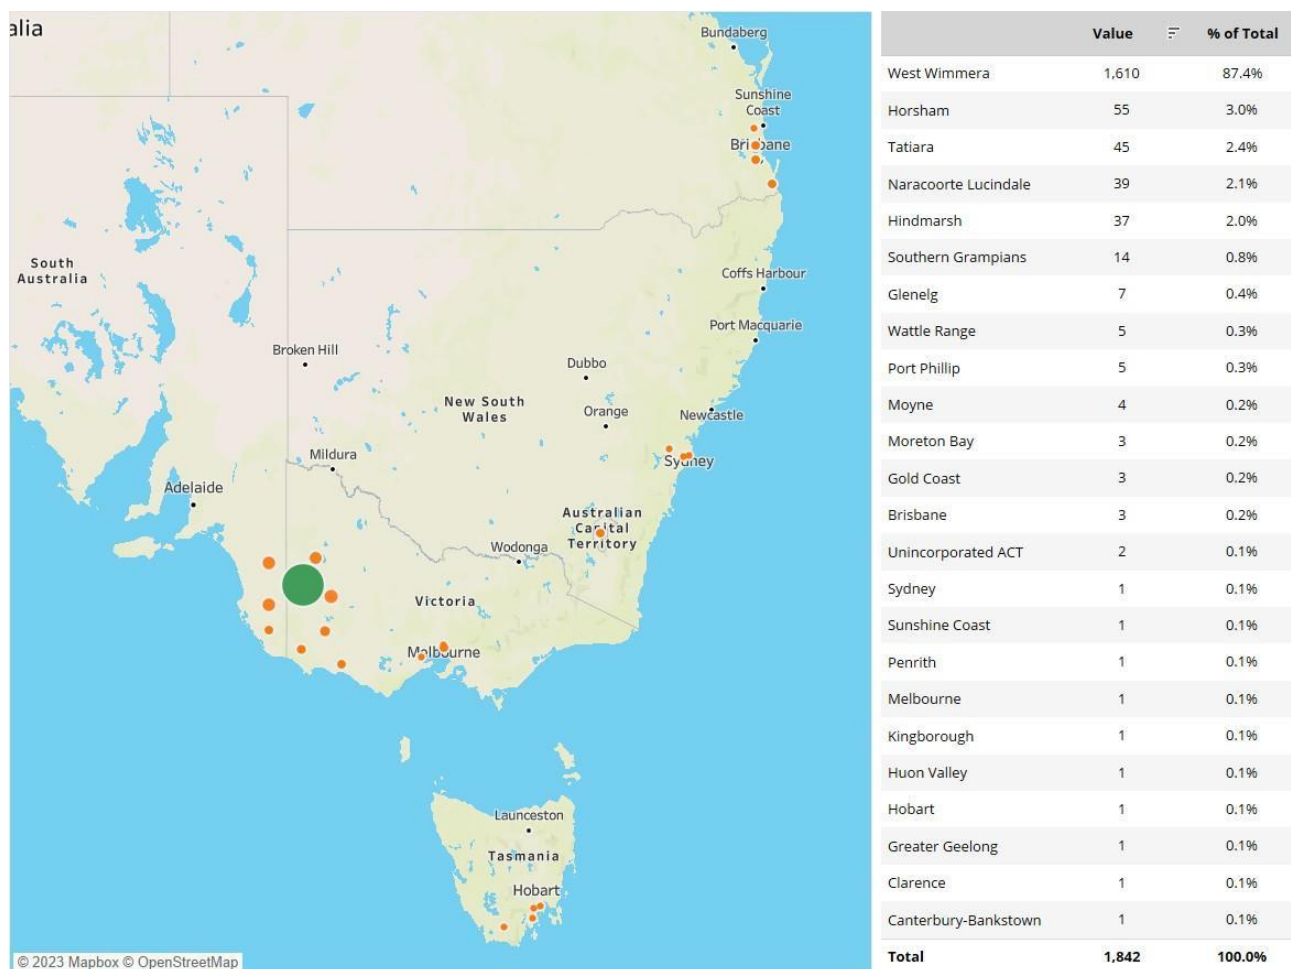 alia
Bundaberg
Sunshine
Coast
Brisbane
South
Australia
Coffs Harbour
Port Macquarie
Broken Hill
Dubbo
New South
Wales
Orange
Newcastle
Mildura
Sydney
Adelaide
Australian
Capital
Territory
Wodonga
Victoria
Melbourne
Launceston
Tasmania
Hobart
© 2023 Mapbox © OpenStreetMap
Value % of Total
West Wimmera 1,610 87.4%
Horsham 55 3.0%
Tatiara 45 2.4%
Naracoorte Lucindale 39 2.1%
Hindmarsh 37 2.0%
Southern Grampians 14 0.8%
Glenelg 7 0.4%
Wattle Range 5 0.3%
Port Phillip 5 0.3%
Moyne 4 0.2%
Moreton Bay 3 0.2%
Gold Coast 3 0.2%
Brisbane 3 0.2%
Unincorporated ACT 2 0.1%
Sydney 1 0.1%
Sunshine Coast 1 0.1%
Penrith 1 0.1%
Melbourne 1 0.1%
Kingborough 1 0.1%
Huon Valley 1 0.1%
Hobart 1 0.1%
Greater Geelong 1 0.1%
Clarence 1 0.1%
Canterbury-Bankstown 1 0.1%
Total 1,842 100.0%